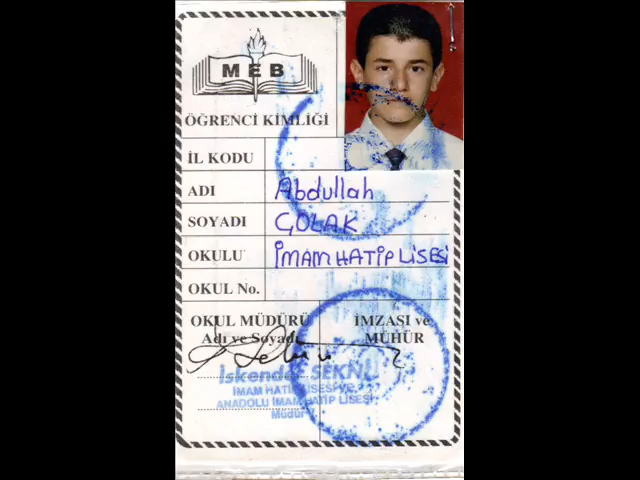 MEB
ÖĞRENCİ KİMLİĞİ
İL KODU
ADI Abdullah
SOYADI ÇOLAK
OKULU İMAM HATİP LİSESİ
OKUL No.
OKUL MÜDÜRÜ
Adı ve Soyadı
İMZASI ve
MÜHÜR
İskender
İMAM HATİP LİSESİ VE
ANADOLU İMAM HATİP LİSESİ
Müdür